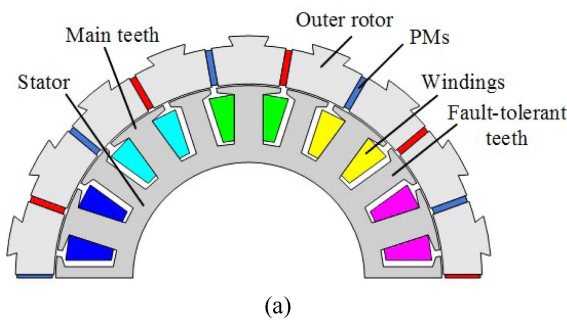 Outer rotor
Main teeth
PMs
Stator
Windings
Fault-tolerant
teeth
(a)